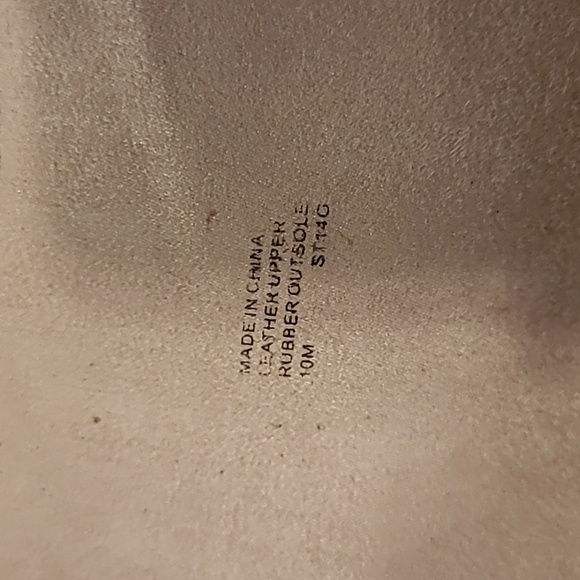 MADE IN CHINA
LEATHER UPPER
RUBBER OUTSOLE
10M ST14G